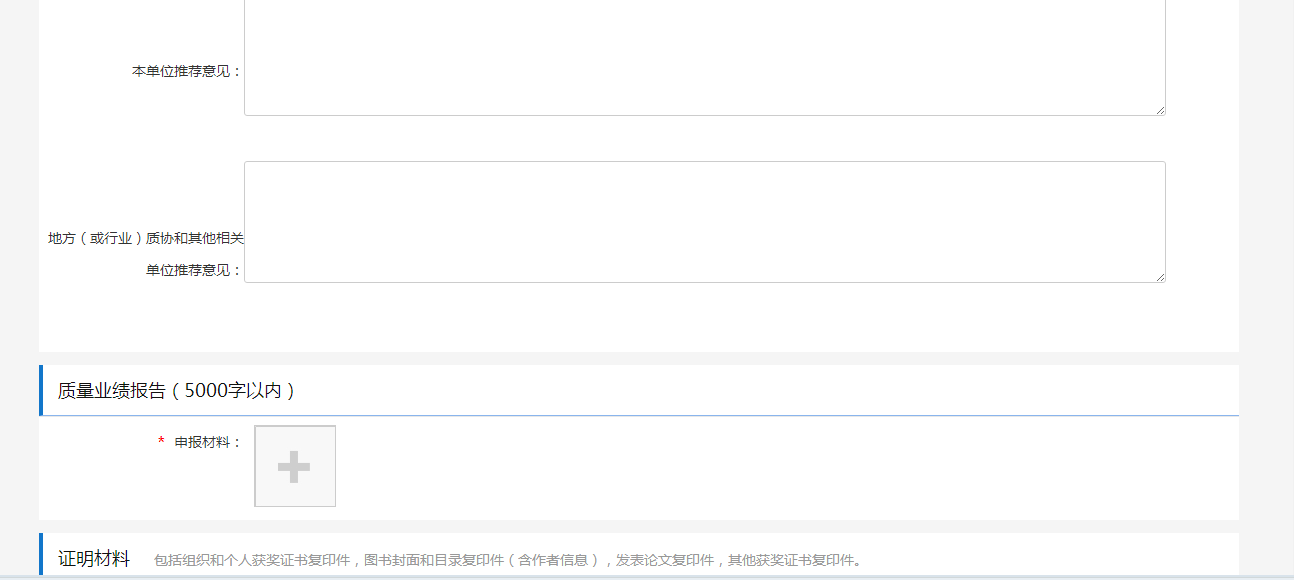 本单位推荐意见：
地方（或行业）质协和其他相关
单位推荐意见：
质量业绩报告（5000字以内）
* 申报材料：
证明材料 包括组织和个人获奖证书复印件，图书封面和目录复印件（含作者信息），发表论文复印件，其他获奖证书复印件。